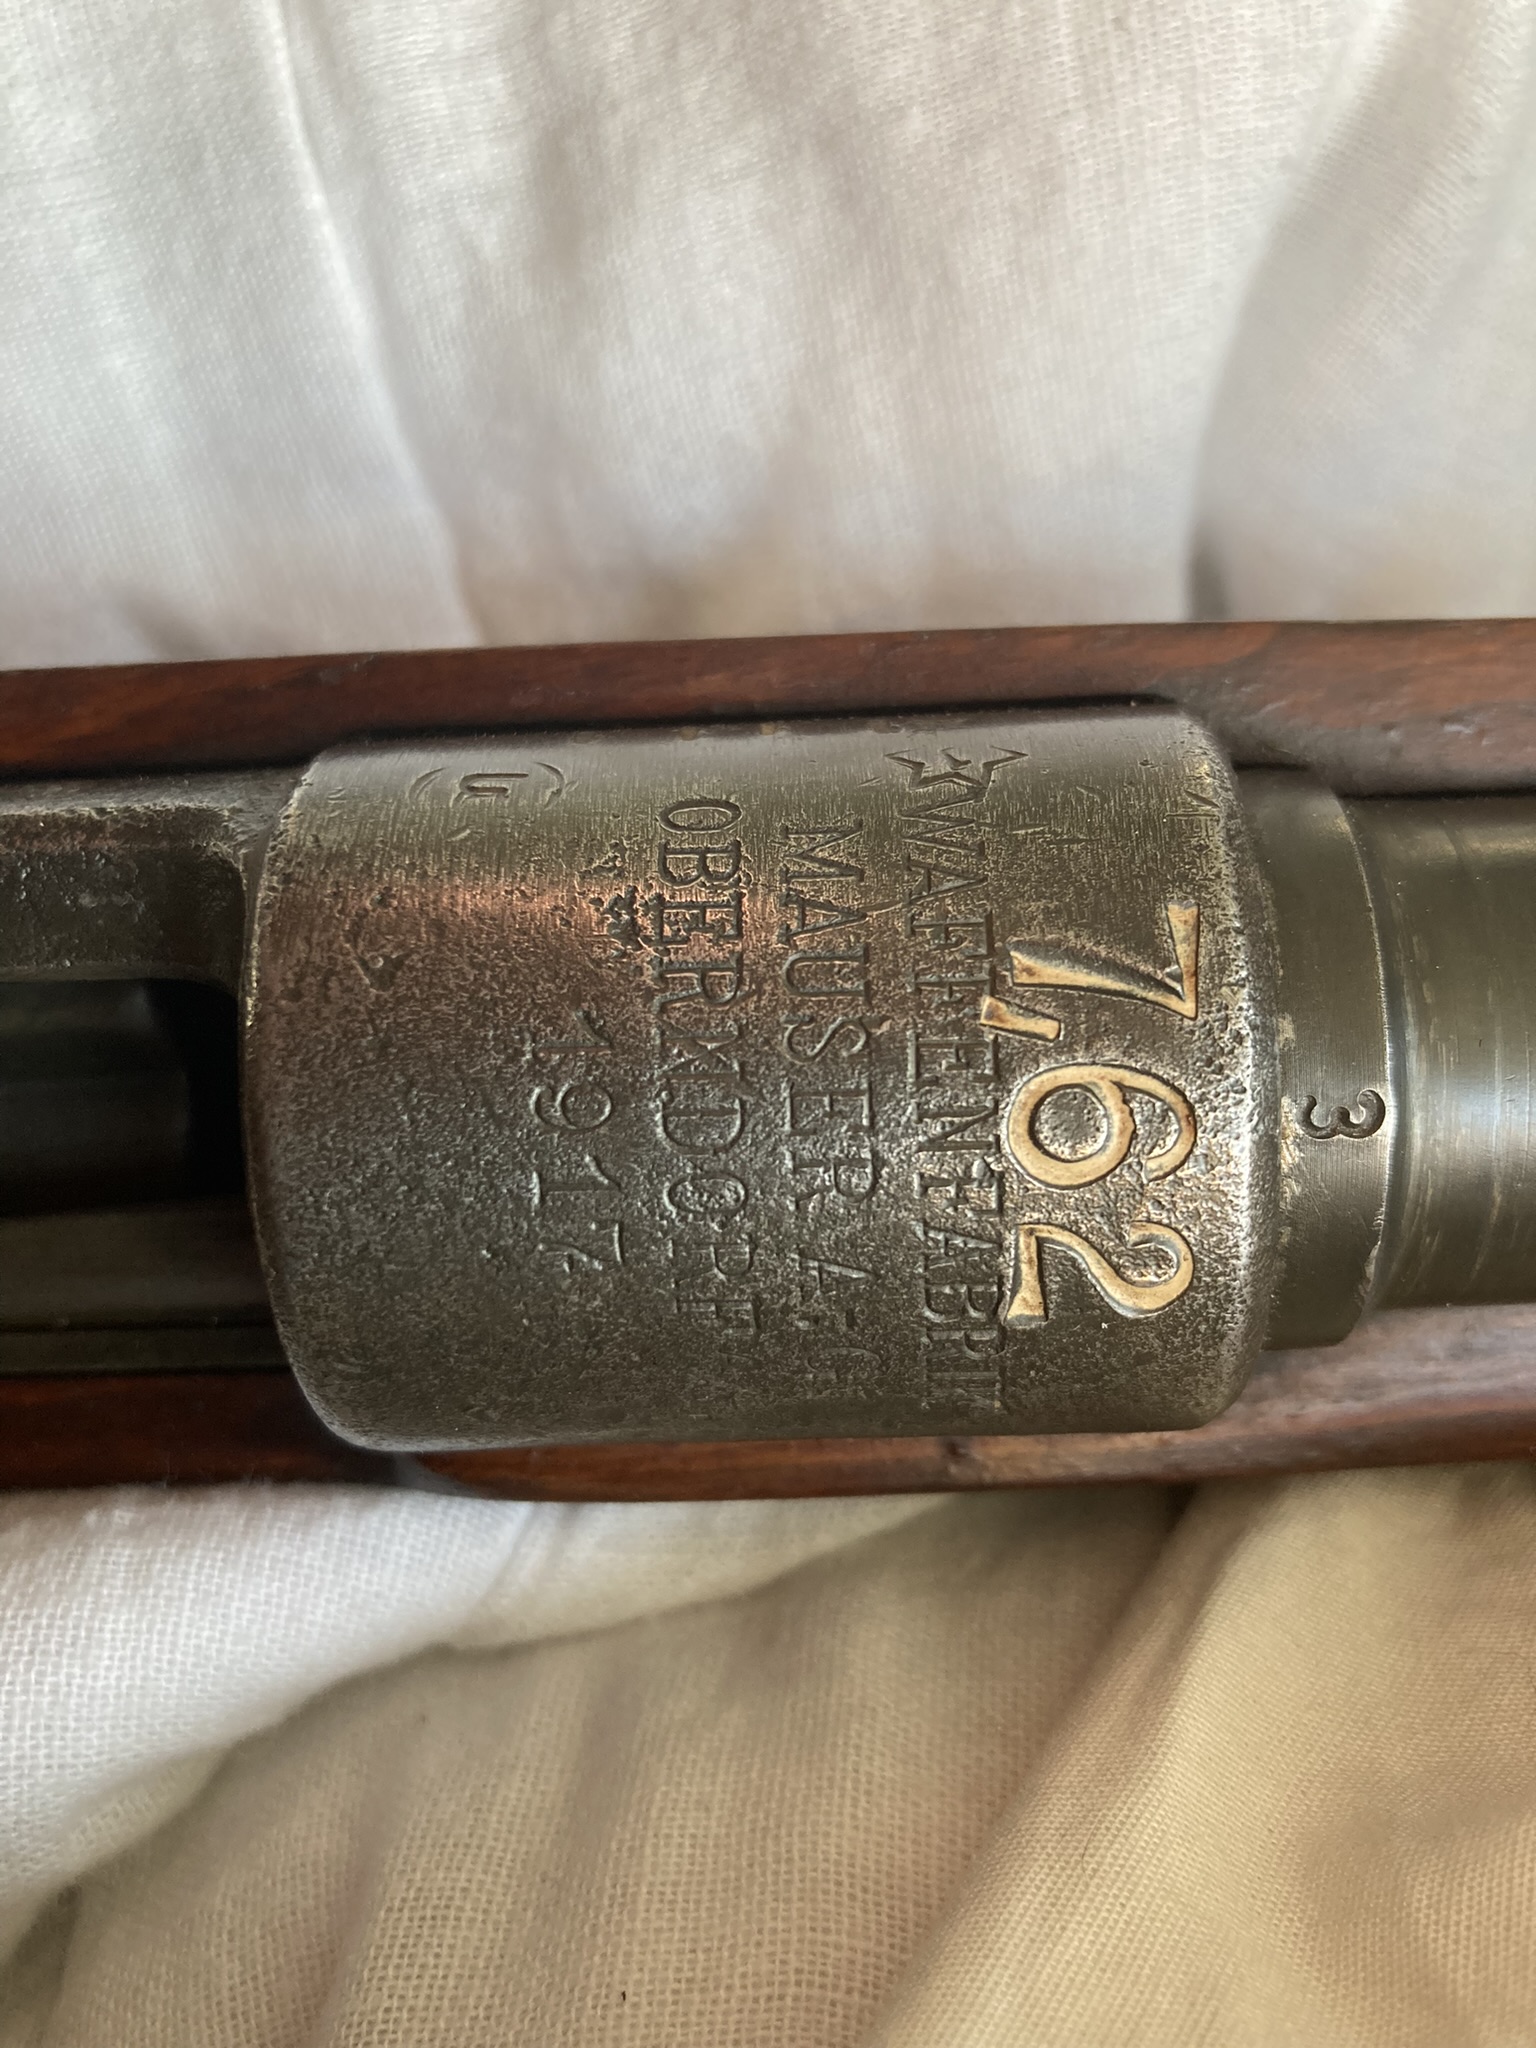 7,62
WAFFENFABRIK
MAUSER A.G
OBERNDORF
1917
3